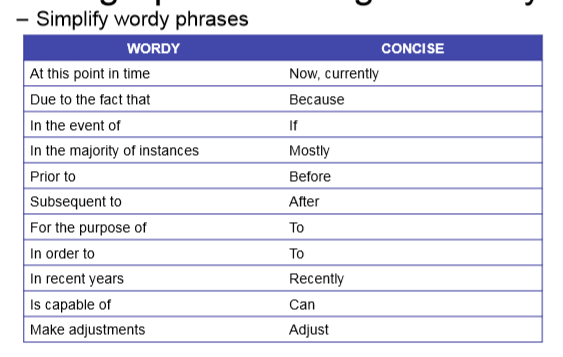 – Simplify wordy phrases
WORDY CONCISE
At this point in time Now, currently
Due to the fact that Because
In the event of If
In the majority of instances Mostly
Prior to Before
Subsequent to After
For the purpose of To
In order to To
In recent years Recently
Is capable of Can
Make adjustments Adjust